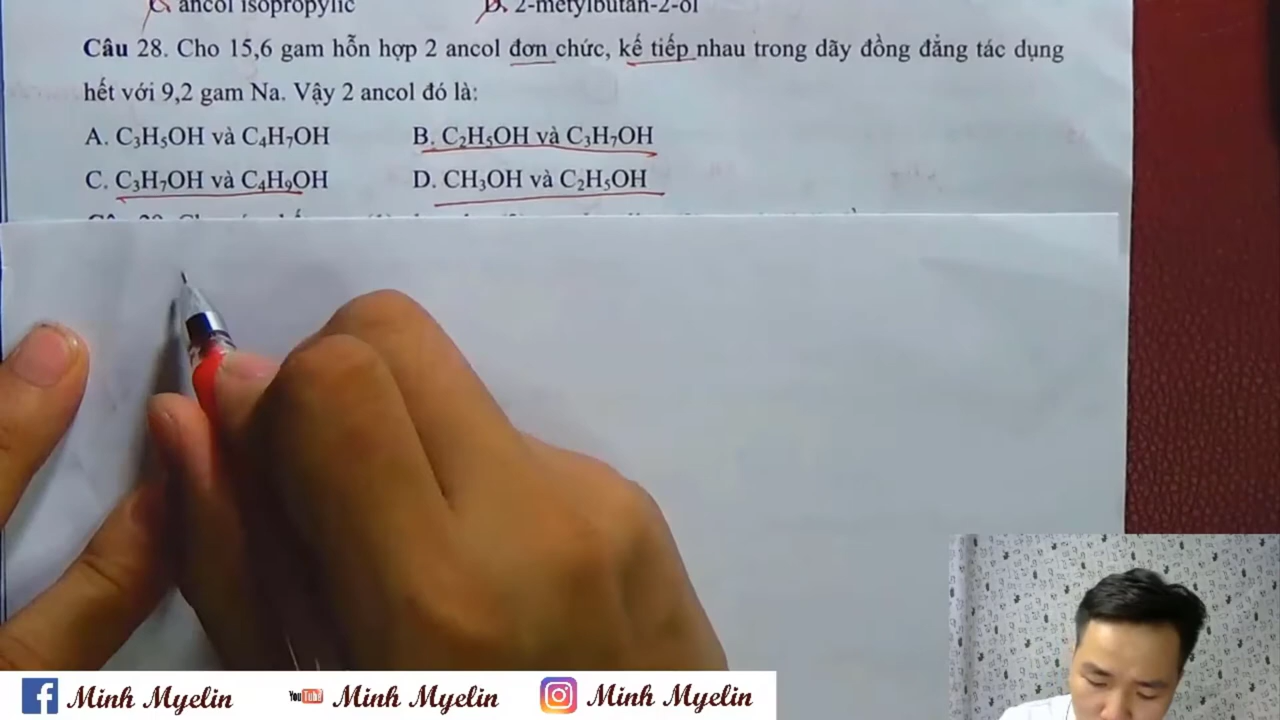 C. ancol isopropylic D. 2-metylbutan-2-ol
Câu 28. Cho 15,6 gam hỗn hợp 2 ancol đơn chức, kế tiếp nhau trong dãy đồng đẳng tác dụng
hết với 9,2 gam Na. Vậy 2 ancol đó là:
A. C₃H₅OH và C₄H₇OH B. C₂H₅OH và C₃H₇OH
C. C₃H₇OH và C₄H₉OH D. CH₃OH và C₂H₅OH
Minh Myelin YouTube Minh Myelin Minh Myelin